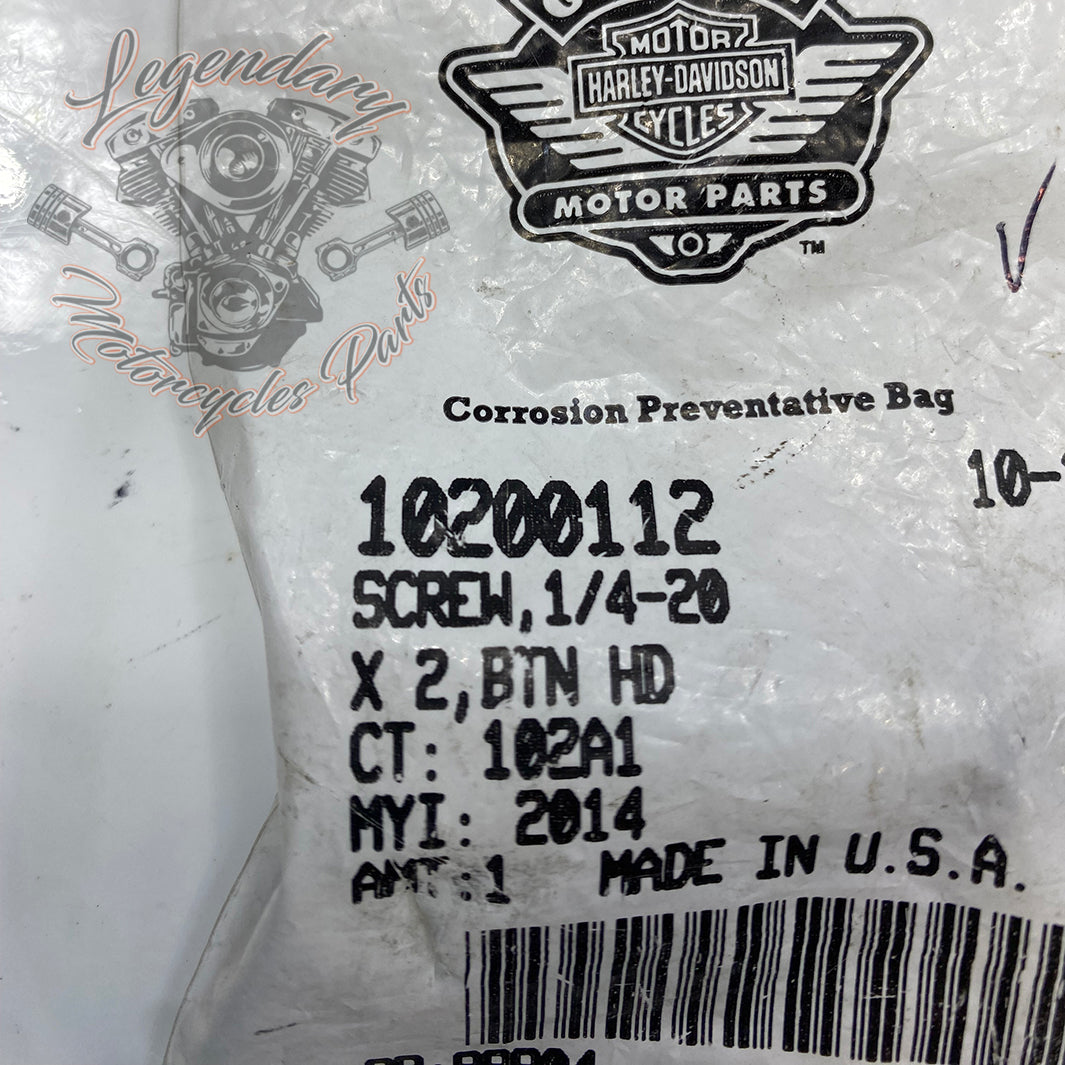 Legendary
Motorcycles Parts
MOTOR
HARLEY-DAVIDSON
CYCLES
MOTOR PARTS
TM
Corrosion Preventative Bag
10-
10200112
SCREW,1/4-20
X 2,BTN HD
CT: 102A1
MYI: 2014
AMT:1 MADE IN U.S.A.